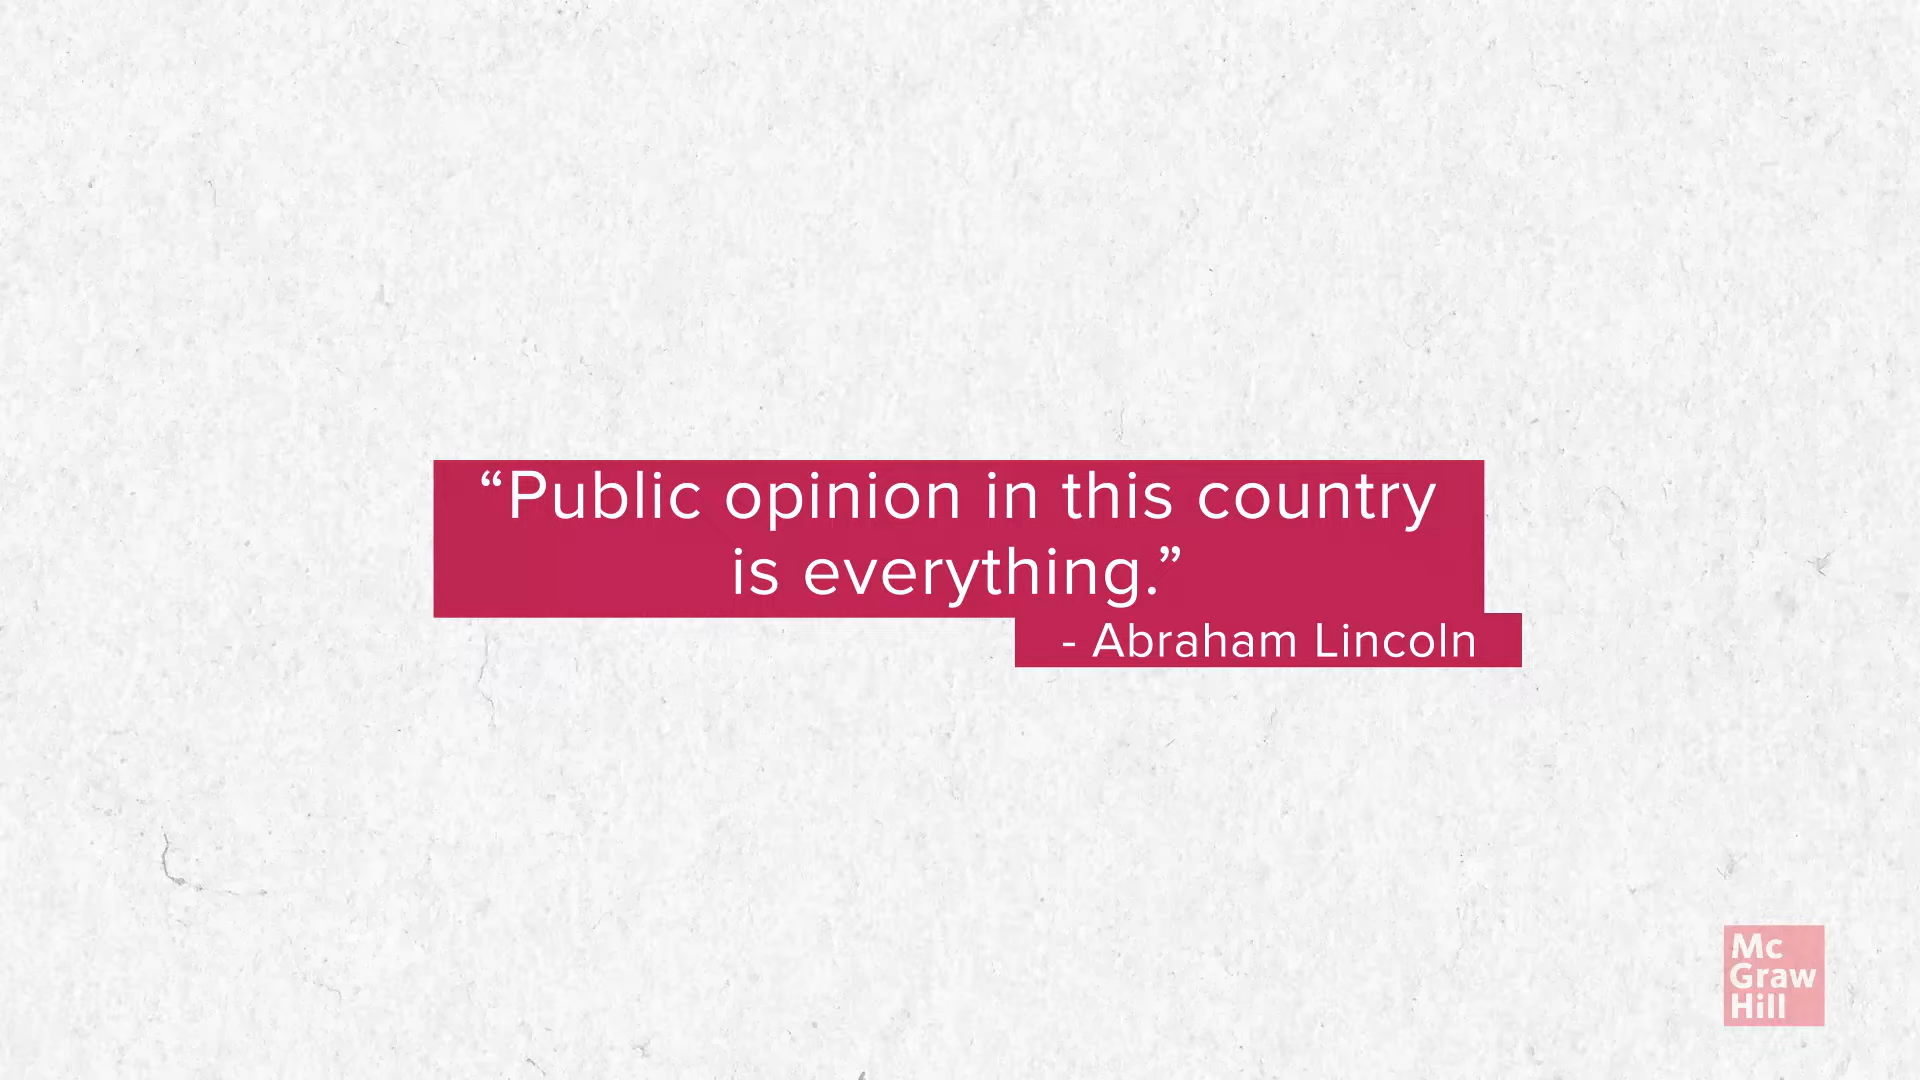 “Public opinion in this country
is everything.”
- Abraham Lincoln
Mc
Graw
Hill